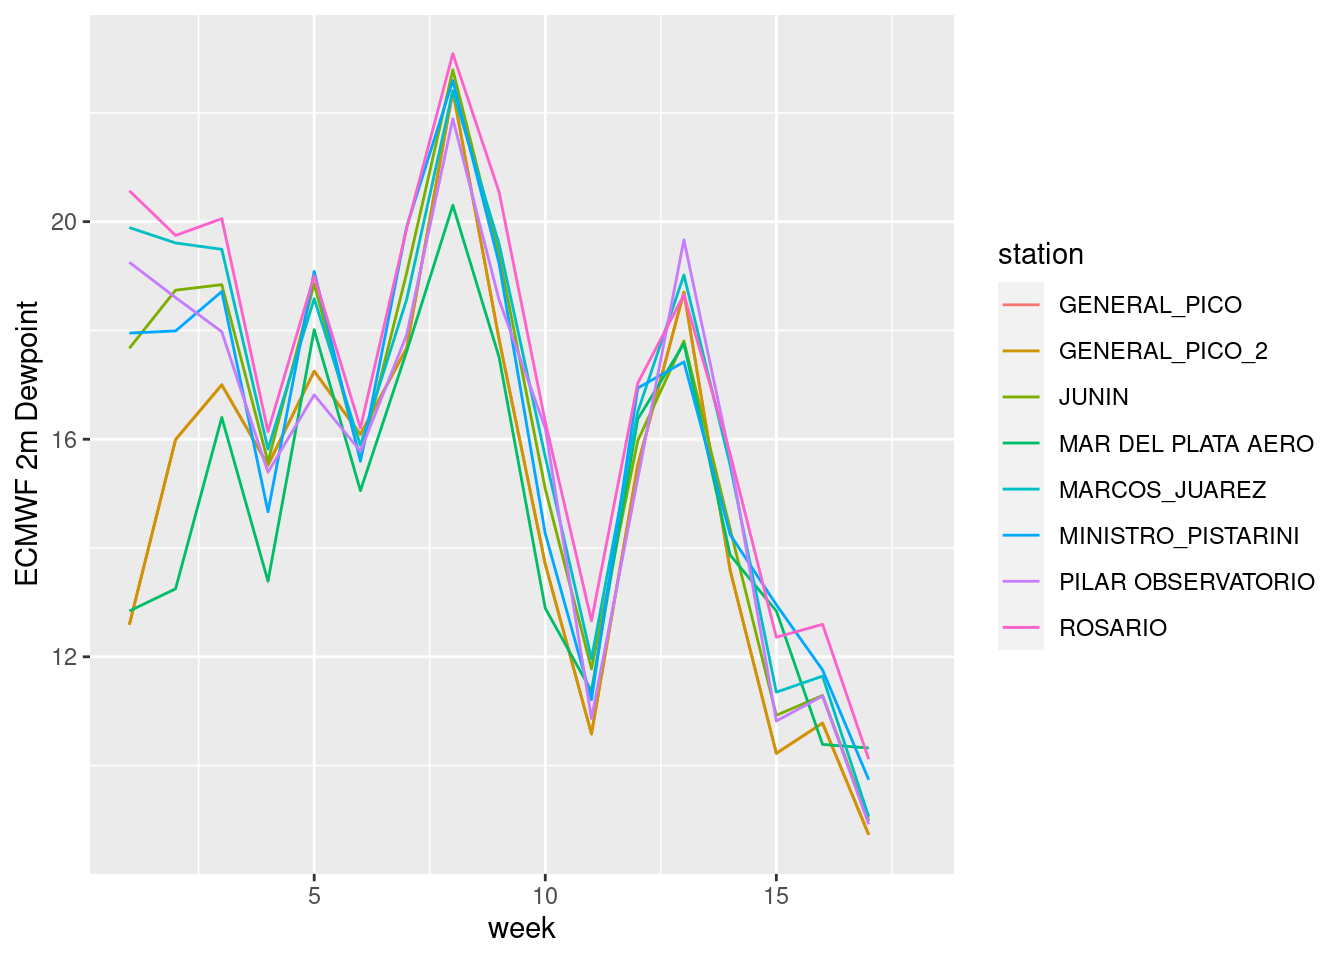 ECMWF 2m Dewpoint
20
16
12
5
10
15
week
station
GENERAL_PICO
GENERAL_PICO_2
JUNIN
MAR DEL PLATA AERO
MARCOS_JUAREZ
MINISTRO_PISTARINI
PILAR OBSERVATORIO
ROSARIO